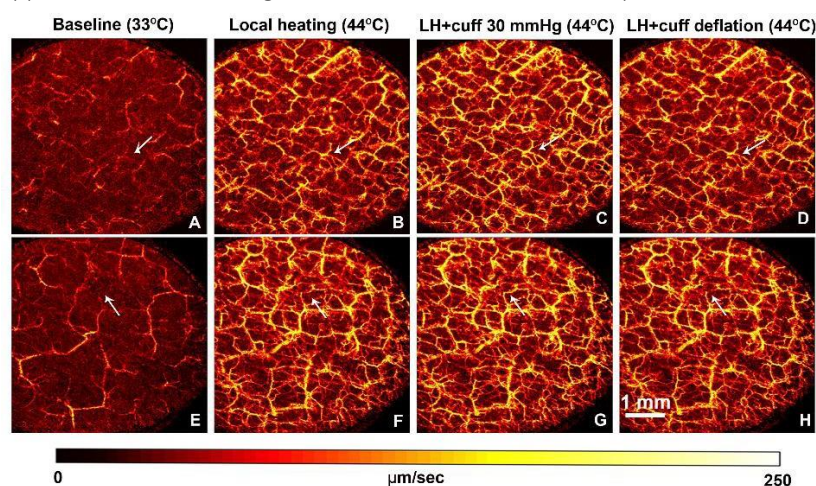 Baseline (33°C) Local heating (44°C) LH+cuff 30 mmHg (44°C) LH+cuff deflation (44°C)
A B C D
1 mm
E F G H
0 µm/sec 250